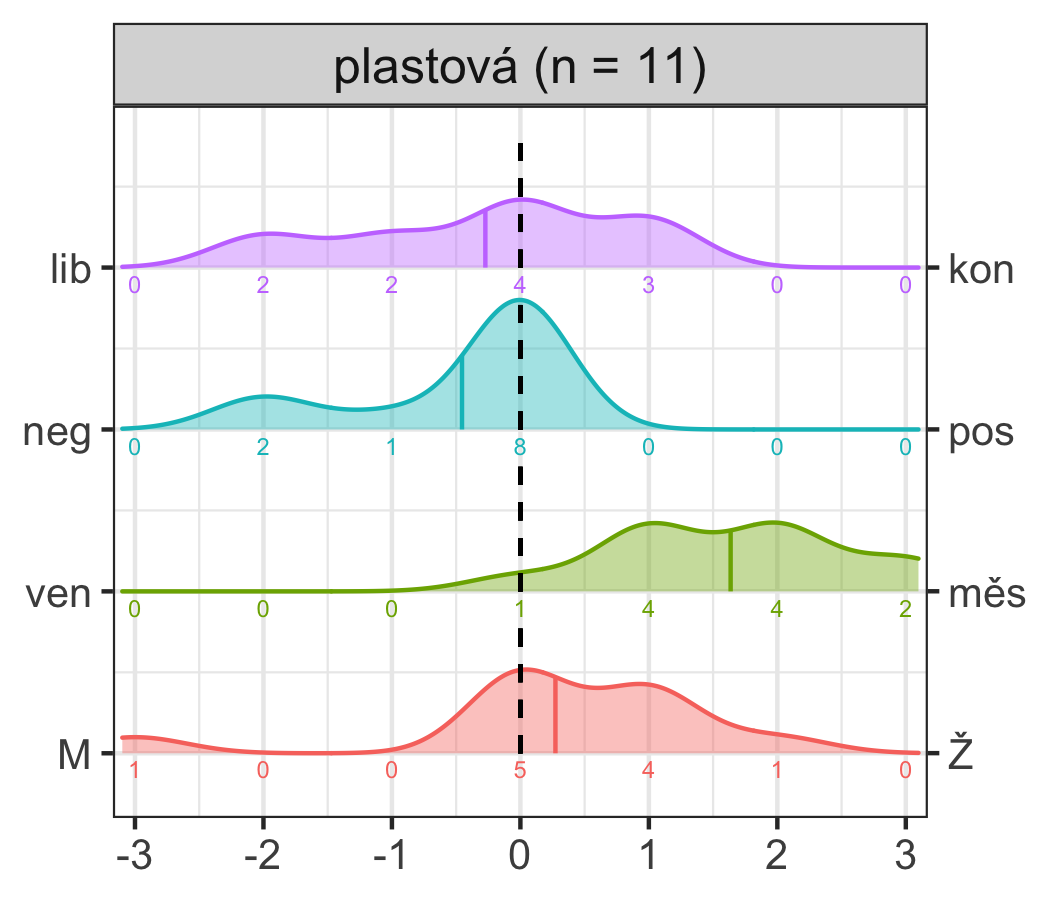 plastová (n = 11)
lib kon
0 2 2 4 3 0 0
neg pos
0 2 1 8 0 0 0
ven měs
0 0 0 1 4 4 2
M Ž
1 0 0 5 4 1 0
-3 -2 -1 0 1 2 3